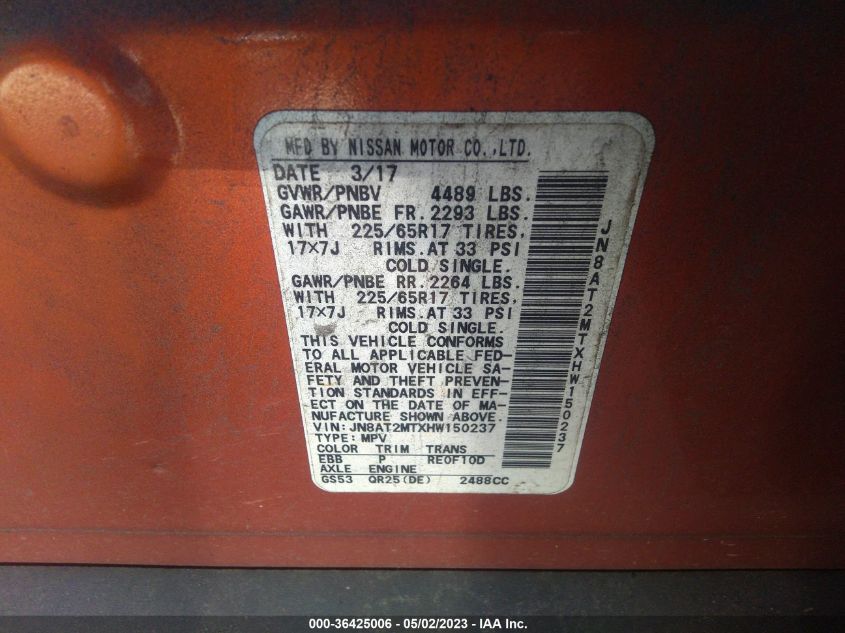 MFD BY NISSAN MOTOR CO.,LTD.
DATE 3/17
GVWR/PNBV 4489 LBS.
GAWR/PNBE FR. 2293 LBS.
WITH 225/65R17 TIRES,
17×7J RIMS. AT 33 PSI
COLD SINGLE.
GAWR/PNBE RR. 2264 LBS.
WITH 225/65R17 TIRES,
17×7J RIMS. AT 33 PSI
COLD SINGLE.
THIS VEHICLE CONFORMS
TO ALL APPLICABLE FED-
ERAL MOTOR VEHICLE SA-
FETY AND THEFT PREVEN-
TION STANDARDS IN EFF-
ECT ON THE DATE OF MA-
NUFACTURE SHOWN ABOVE.
VIN: JN8AT2MTXHW150237
TYPE: MPV
COLOR TRIM TRANS
EBB P RE0F10D
AXLE ENGINE
GS53 QR25(DE) 2488CC
JN8AT2MTXHW150237
000-36425006 - 05/02/2023 - IAA Inc.